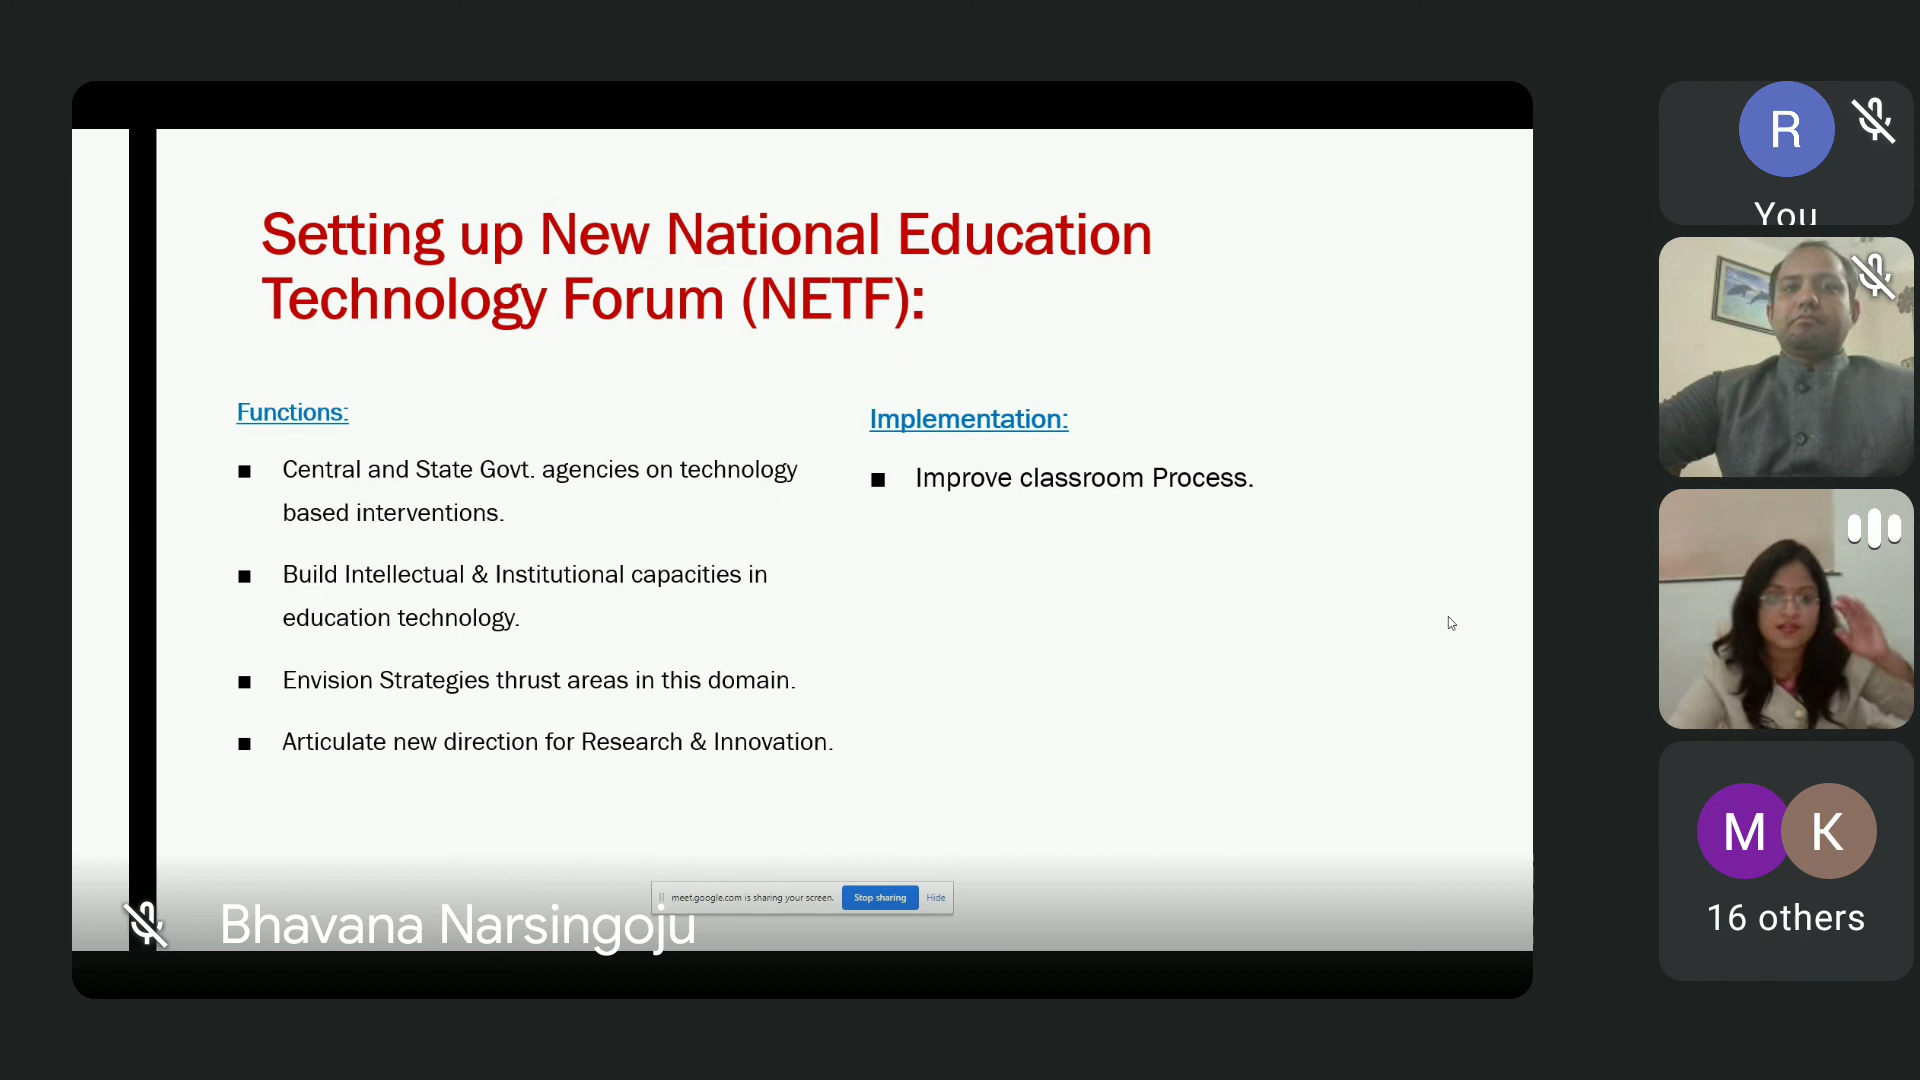 Setting up New National Education
Technology Forum (NETF):
Functions:
■ Central and State Govt. agencies on technology
based interventions.
■ Build Intellectual & Institutional capacities in
education technology.
■ Envision Strategies thrust areas in this domain.
■ Articulate new direction for Research & Innovation.
Implementation:
■ Improve classroom Process.
meet.google.com is sharing your screen. Stop sharing Hide
Bhavana Narsingoju
R
You
M K
16 others